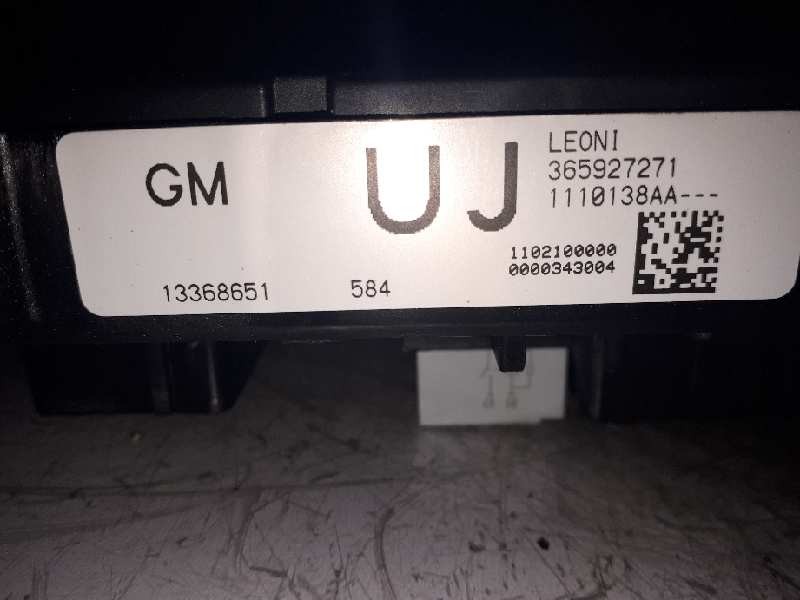 GM
UJ
LEONI
365927271
1110138AA---
1102100000
0000343004
13368651
584